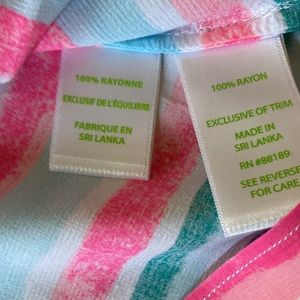 100% RAYONNE
EXCLUSIF DE L'ÉQUILIBRE
FABRIQUE EN
SRI LANKA
100% RAYON
EXCLUSIVE OF TRIM
MADE IN
SRI LANKA
RN #88189
SEE REVERSE
FOR CARE